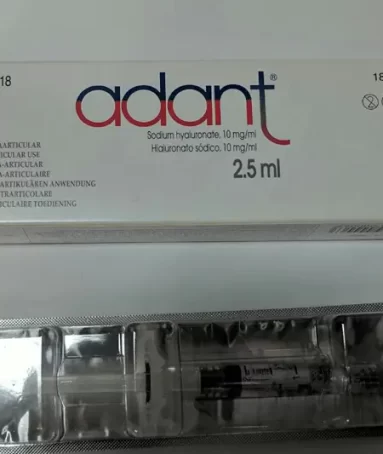 18
adant®
18
Sodium hyaluronate, 10 mg/ml
Hialuronato sódico, 10 mg/ml
2.5 ml
ARTICULAR
ICULAR USE
-ARTICULAR
A-ARTICULAIRE
ARTIKULÄREN ANWENDUNG
TRARTICOLARE
ICULAIRE TOEDIENING